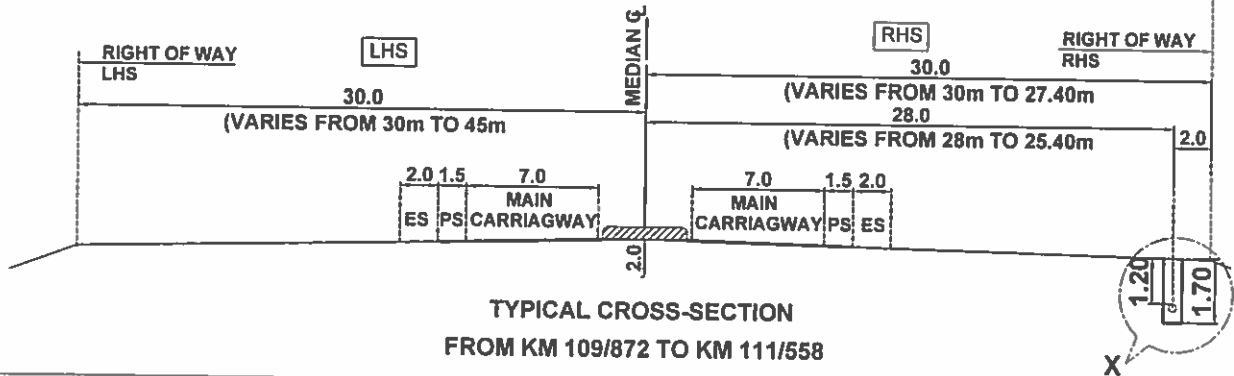 MEDIAN ℄
RIGHT OF WAY
LHS
LHS
RHS
RIGHT OF WAY
RHS
30.0
(VARIES FROM 30m TO 45m
30.0
(VARIES FROM 30m TO 27.40m
28.0
(VARIES FROM 28m TO 25.40m
2.0
2.0 1.5 7.0
ES PS MAIN
CARRIAGWAY
7.0 1.5 2.0
MAIN
CARRIAGWAY PS ES
2.0
1.20
1.70
TYPICAL CROSS-SECTION
FROM KM 109/872 TO KM 111/558
X